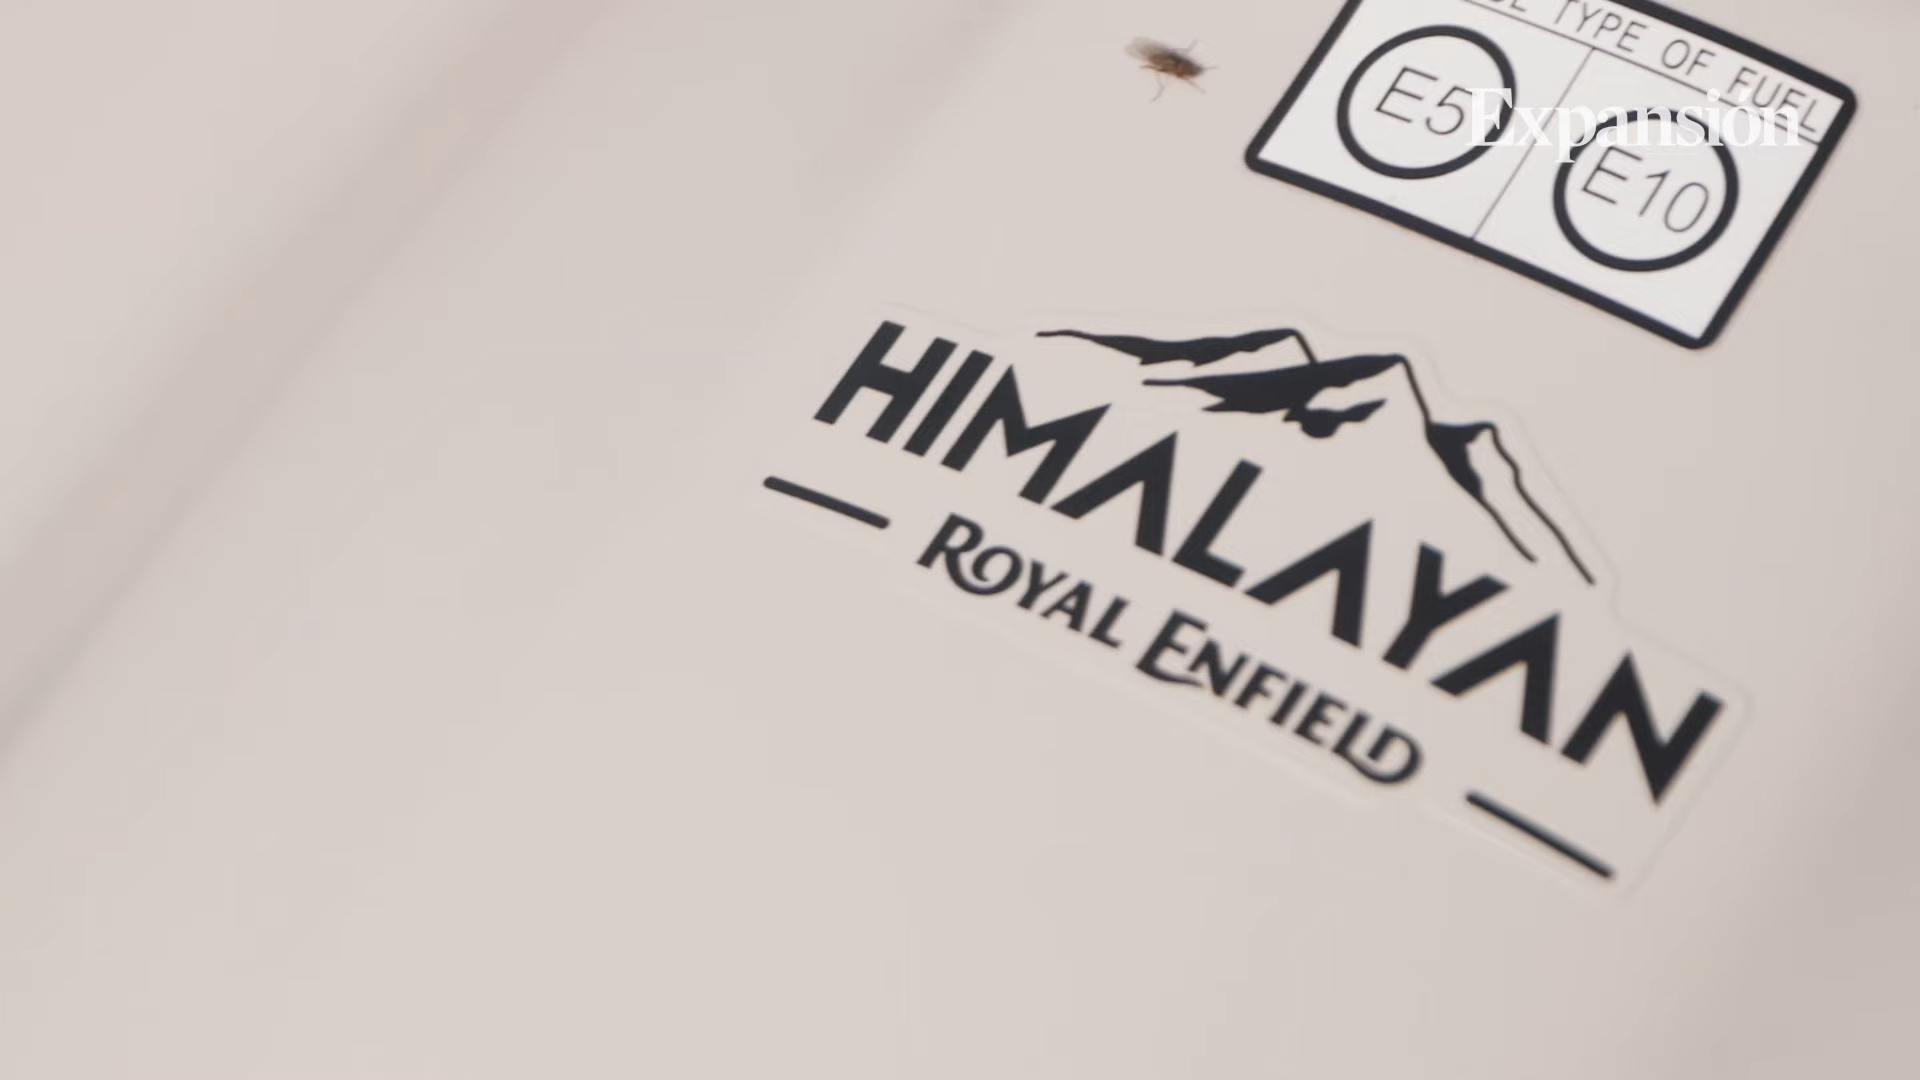 TYPE OF FUEL
E5
E10
Expansión
HIMALAYAN
ROYAL ENFIELD